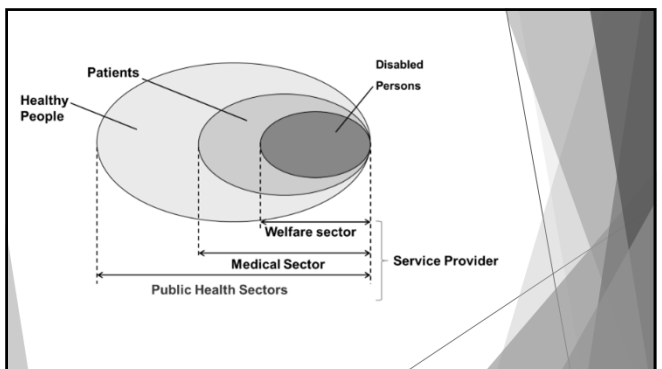 Patients
Disabled
Persons
Healthy
People
Welfare sector
Medical Sector
Service Provider
Public Health Sectors